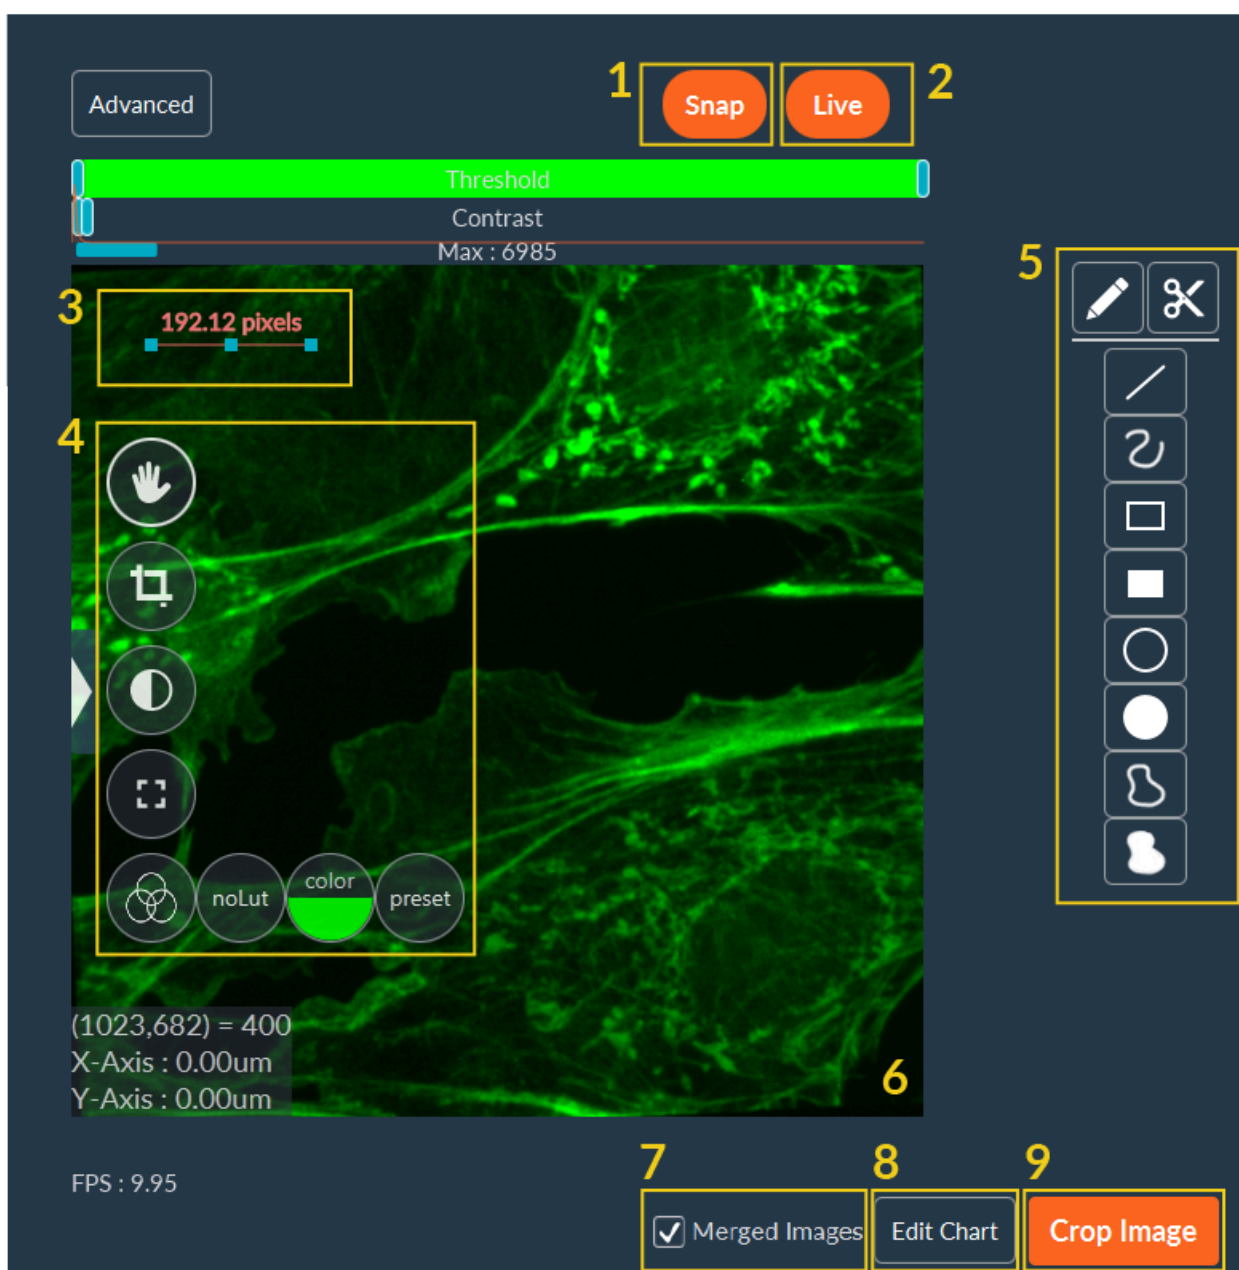 1
2
Advanced
Snap
Live
Threshold
Contrast
Max : 6985
3
192.12 pixels
5
4
noLut
color
preset
(1023,682) = 400
X-Axis : 0.00um
Y-Axis : 0.00um
6
FPS : 9.95
7
8
9
Merged Images
Edit Chart
Crop Image